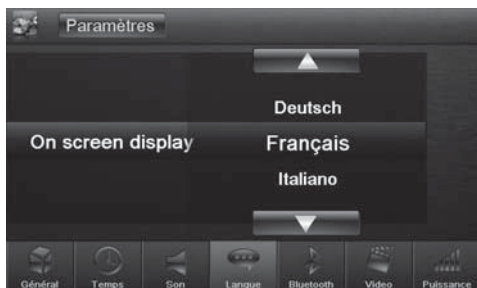 Paramètres
Deutsch
On screen display Français
Italiano
Général Temps Son Langue Bluetooth Video Puissance